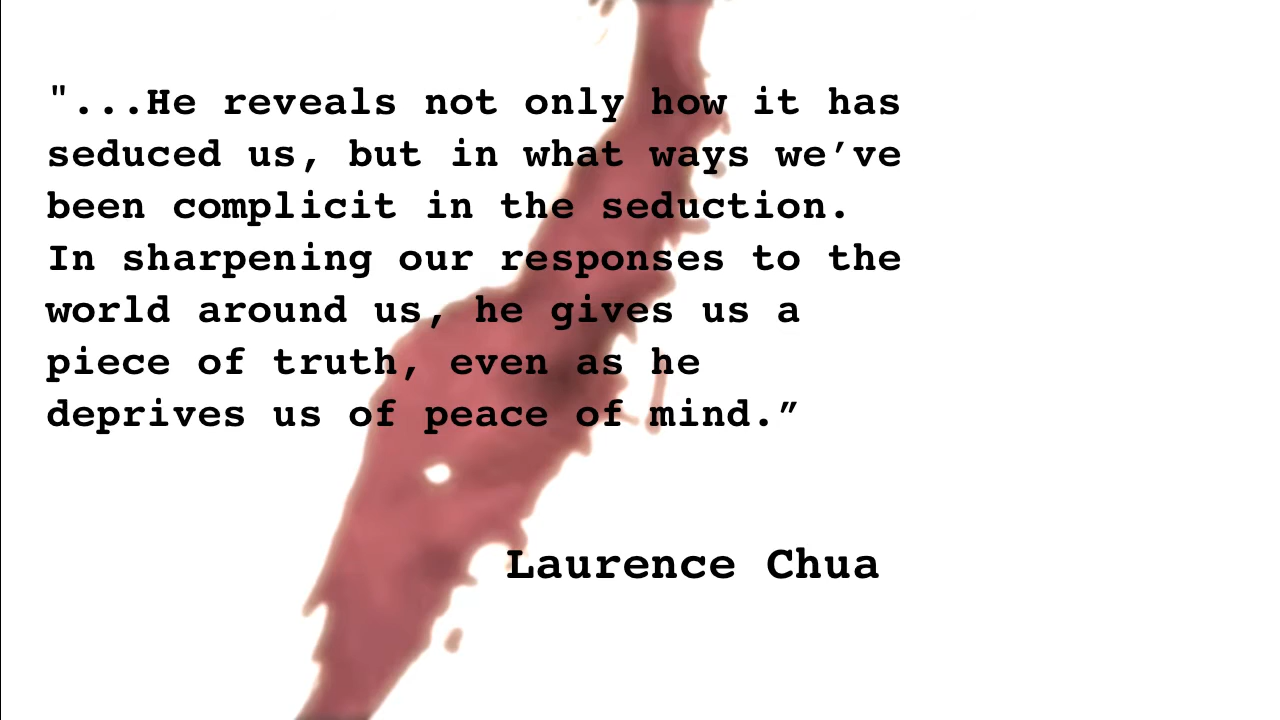 "...He reveals not only how it has
seduced us, but in what ways we’ve
been complicit in the seduction.
In sharpening our responses to the
world around us, he gives us a
piece of truth, even as he
deprives us of peace of mind.”
Laurence Chua